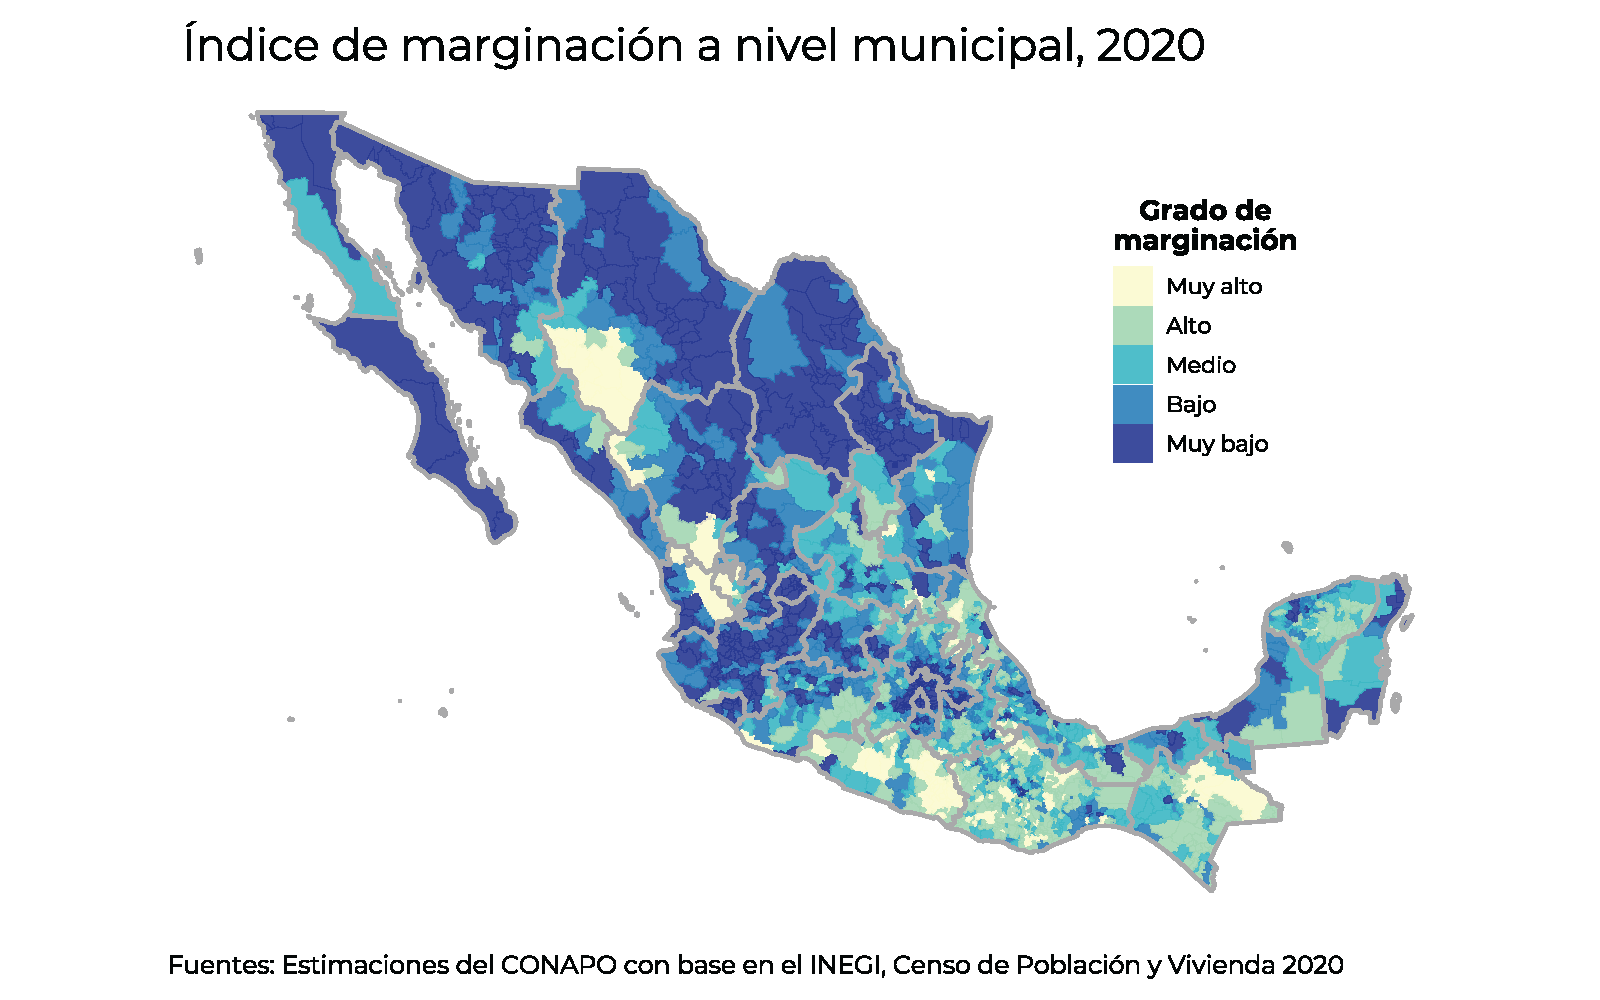 Índice de marginación a nivel municipal, 2020
Grado de
marginación
Muy alto
Alto
Medio
Bajo
Muy bajo
Fuentes: Estimaciones del CONAPO con base en el INEGI, Censo de Población y Vivienda 2020